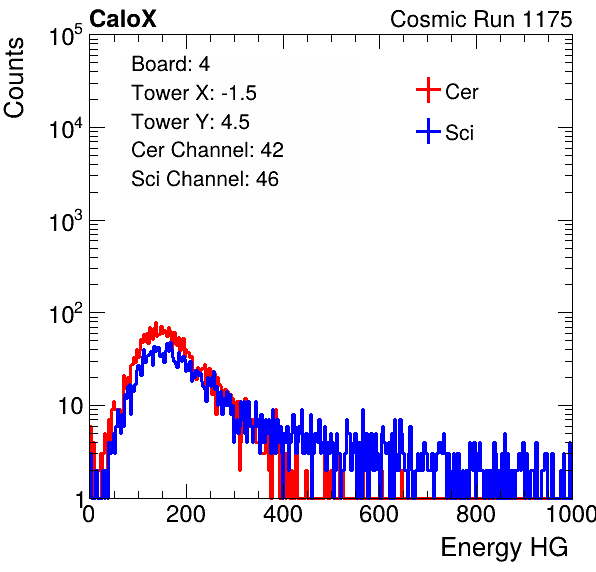 CaloX
Cosmic Run 1175
Counts
10^5
10^4
10^3
10^2
10
1
Board: 4
Tower X: -1.5
Tower Y: 4.5
Cer Channel: 42
Sci Channel: 46
Cer
Sci
0 200 400 600 800 1000
Energy HG